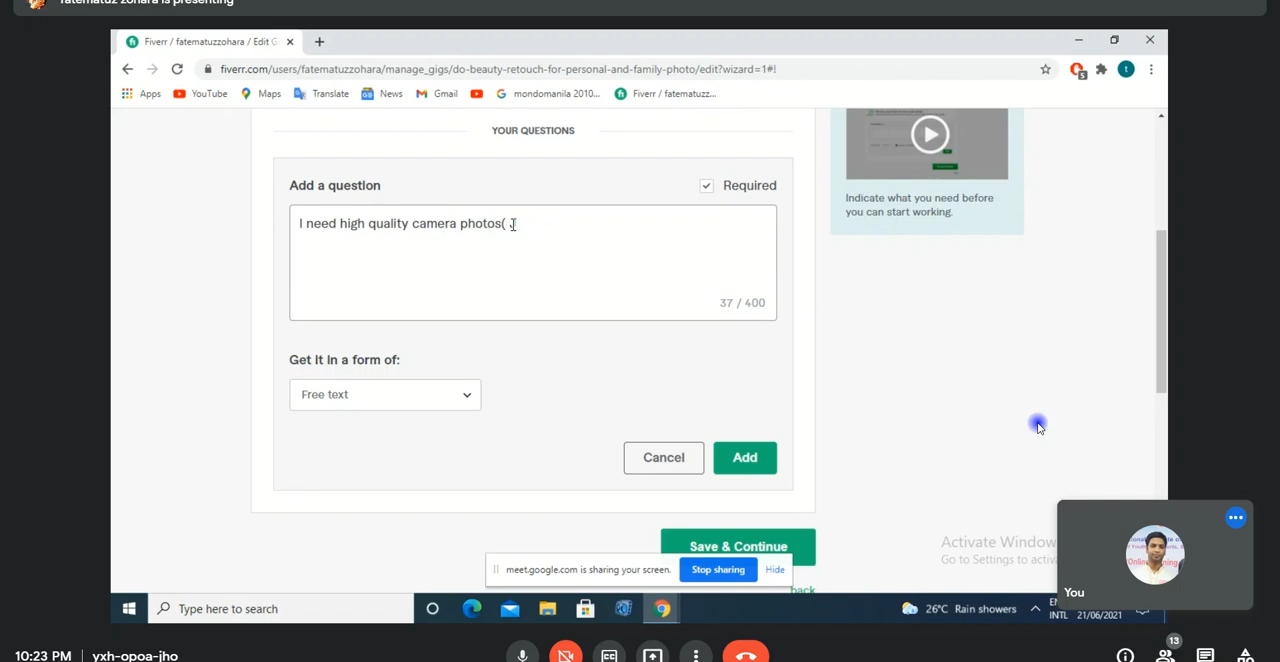 fatematuz zohara is presenting
Fiverr / fatematuzzohara / Edit G
fiverr.com/users/fatematuzzohara/manage_gigs/do-beauty-retouch-for-personal-and-family-photo/edit?wizard=1#!
5
t
Apps YouTube Maps Translate News Gmail mondomanila 2010... Fiverr / fatematuzz...
YOUR QUESTIONS
Add a question
Required
I need high quality camera photos(
37 / 400
Indicate what you need before
you can start working.
Get it in a form of:
Free text
Cancel
Add
Save & Continue
back
meet.google.com is sharing your screen. Stop sharing Hide
Activate Window
Go to Settings to activa
You
Type here to search
26°C Rain showers
INTL
21/06/2021
10:23 PM yxh-opoa-jho
13